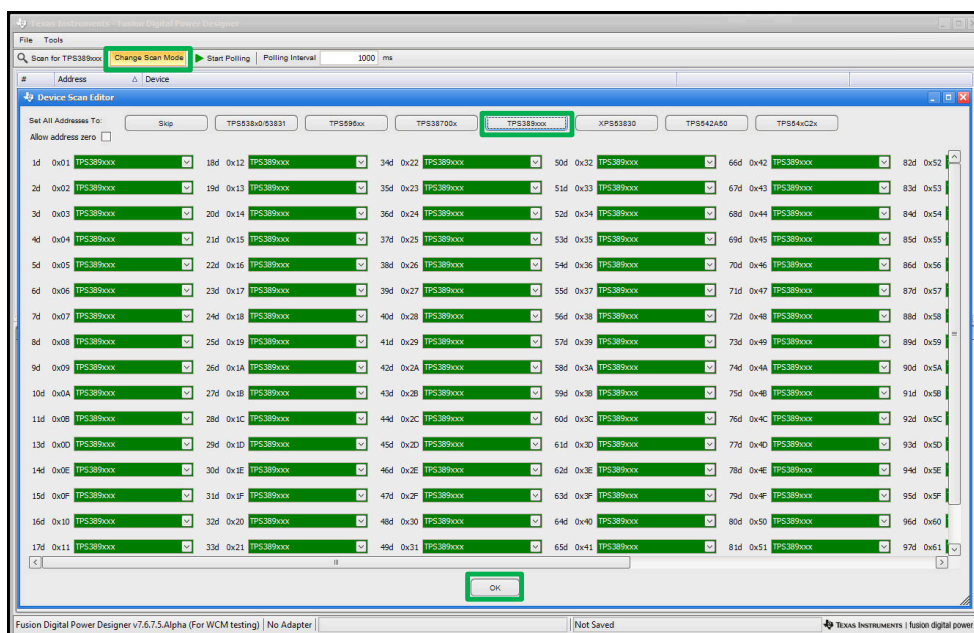 Texas Instruments - Fusion Digital Power Designer
File Tools
Scan for TPS389xxx Change Scan Mode Start Polling Polling Interval 1000 ms
# Address Device
Device Scan Editor
Set All Addresses To: Skip TPS538x0/53831 TPS596xx TPS38700x TPS389xxx XPS53830 TPS542A50 TPS54xC2x
Allow address zero
1d 0x01 TPS389xxx 18d 0x12 TPS389xxx 34d 0x22 TPS389xxx 50d 0x32 TPS389xxx 66d 0x42 TPS389xxx 82d 0x52
2d 0x02 TPS389xxx 19d 0x13 TPS389xxx 35d 0x23 TPS389xxx 51d 0x33 TPS389xxx 67d 0x43 TPS389xxx 83d 0x53
3d 0x03 TPS389xxx 20d 0x14 TPS389xxx 36d 0x24 TPS389xxx 52d 0x34 TPS389xxx 68d 0x44 TPS389xxx 84d 0x54
4d 0x04 TPS389xxx 21d 0x15 TPS389xxx 37d 0x25 TPS389xxx 53d 0x35 TPS389xxx 69d 0x45 TPS389xxx 85d 0x55
5d 0x05 TPS389xxx 22d 0x16 TPS389xxx 38d 0x26 TPS389xxx 54d 0x36 TPS389xxx 70d 0x46 TPS389xxx 86d 0x56
6d 0x06 TPS389xxx 23d 0x17 TPS389xxx 39d 0x27 TPS389xxx 55d 0x37 TPS389xxx 71d 0x47 TPS389xxx 87d 0x57
7d 0x07 TPS389xxx 24d 0x18 TPS389xxx 40d 0x28 TPS389xxx 56d 0x38 TPS389xxx 72d 0x48 TPS389xxx 88d 0x58
8d 0x08 TPS389xxx 25d 0x19 TPS389xxx 41d 0x29 TPS389xxx 57d 0x39 TPS389xxx 73d 0x49 TPS389xxx 89d 0x59
9d 0x09 TPS389xxx 26d 0x1A TPS389xxx 42d 0x2A TPS389xxx 58d 0x3A TPS389xxx 74d 0x4A TPS389xxx 90d 0x5A
10d 0x0A TPS389xxx 27d 0x1B TPS389xxx 43d 0x2B TPS389xxx 59d 0x3B TPS389xxx 75d 0x4B TPS389xxx 91d 0x5B
11d 0x0B TPS389xxx 28d 0x1C TPS389xxx 44d 0x2C TPS389xxx 60d 0x3C TPS389xxx 76d 0x4C TPS389xxx 92d 0x5C
13d 0x0D TPS389xxx 29d 0x1D TPS389xxx 45d 0x2D TPS389xxx 61d 0x3D TPS389xxx 77d 0x4D TPS389xxx 93d 0x5D
14d 0x0E TPS389xxx 30d 0x1E TPS389xxx 46d 0x2E TPS389xxx 62d 0x3E TPS389xxx 78d 0x4E TPS389xxx 94d 0x5E
15d 0x0F TPS389xxx 31d 0x1F TPS389xxx 47d 0x2F TPS389xxx 63d 0x3F TPS389xxx 79d 0x4F TPS389xxx 95d 0x5F
16d 0x10 TPS389xxx 32d 0x20 TPS389xxx 48d 0x30 TPS389xxx 64d 0x40 TPS389xxx 80d 0x50 TPS389xxx 96d 0x60
17d 0x11 TPS389xxx 33d 0x21 TPS389xxx 49d 0x31 TPS389xxx 65d 0x41 TPS389xxx 81d 0x51 TPS389xxx 97d 0x61
OK
Fusion Digital Power Designer v7.6.7.5.Alpha (For WCM testing) No Adapter Not Saved TEXAS INSTRUMENTS | fusion digital power